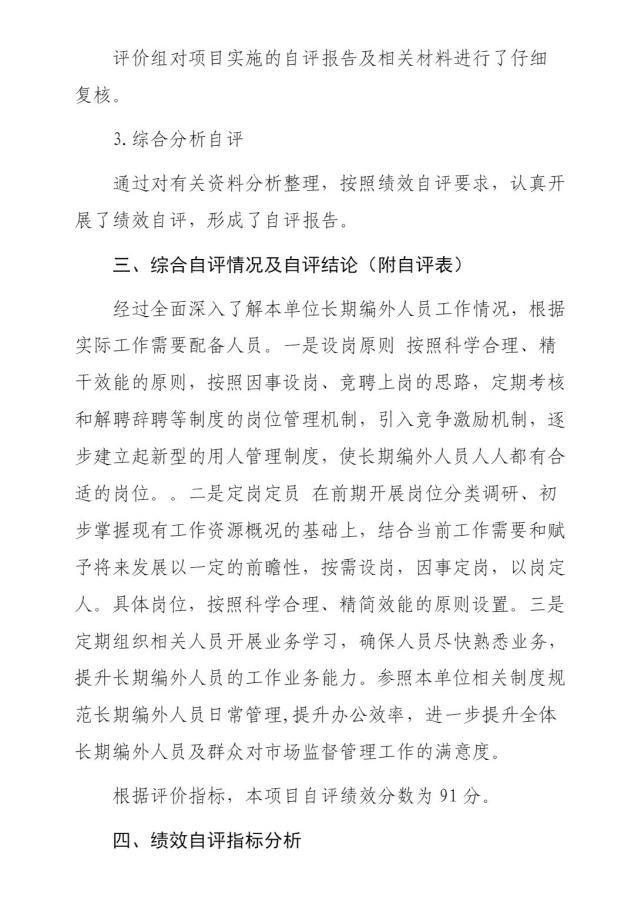 评价组对项目实施的自评报告及相关材料进行了仔细
复核。
3.综合分析自评
通过对有关资料分析整理，按照绩效自评要求，认真开
展了绩效自评，形成了自评报告。
三、综合自评情况及自评结论（附自评表）
经过全面深入了解本单位长期编外人员工作情况，根据
实际工作需要配备人员。一是设岗原则 按照科学合理、精
干效能的原则，按照因事设岗、竞聘上岗的思路，定期考核
和解聘辞聘等制度的岗位管理机制，引入竞争激励机制，逐
步建立起新型的用人管理制度，使长期编外人员人人都有合
适的岗位。。二是定岗定员 在前期开展岗位分类调研、初
步掌握现有工作资源概况的基础上，结合当前工作需要和赋
予将来发展以一定的前瞻性，按需设岗，因事定岗，以岗定
人。具体岗位，按照科学合理、精简效能的原则设置。三是
定期组织相关人员开展业务学习，确保人员尽快熟悉业务，
提升长期编外人员的工作业务能力。参照本单位相关制度规
范长期编外人员日常管理,提升办公效率，进一步提升全体
长期编外人员及群众对市场监督管理工作的满意度。
根据评价指标，本项目自评绩效分数为 91 分。
四、绩效自评指标分析